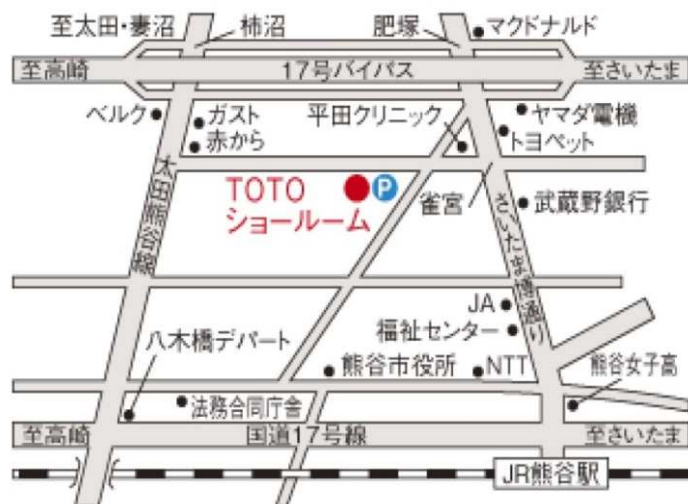 至太田・妻沼
柿沼
肥塚
マクドナルド
至高崎
17号バイパス
至さいたま
ベルク
ガスト
平田クリニック
ヤマダ電機
赤から
トヨペット
太田熊谷線
TOTO
ショールーム
P
雀宮
武蔵野銀行
さいたま博通り
JA
福祉センター
八木橋デパート
熊谷市役所
NTT
熊谷女子高
法務合同庁舎
至高崎
国道17号線
至さいたま
JR熊谷駅